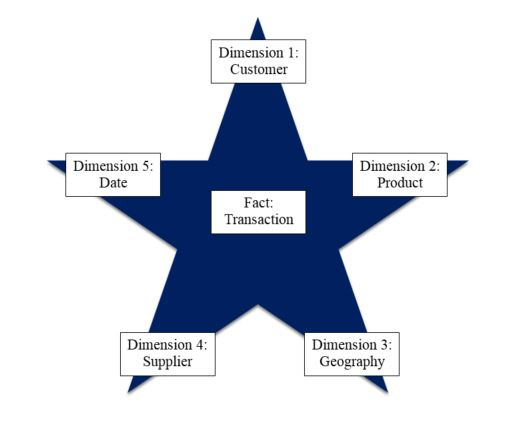 Dimension 1:
Customer
Dimension 5:
Date
Dimension 2:
Product
Fact:
Transaction
Dimension 4:
Supplier
Dimension 3:
Geography